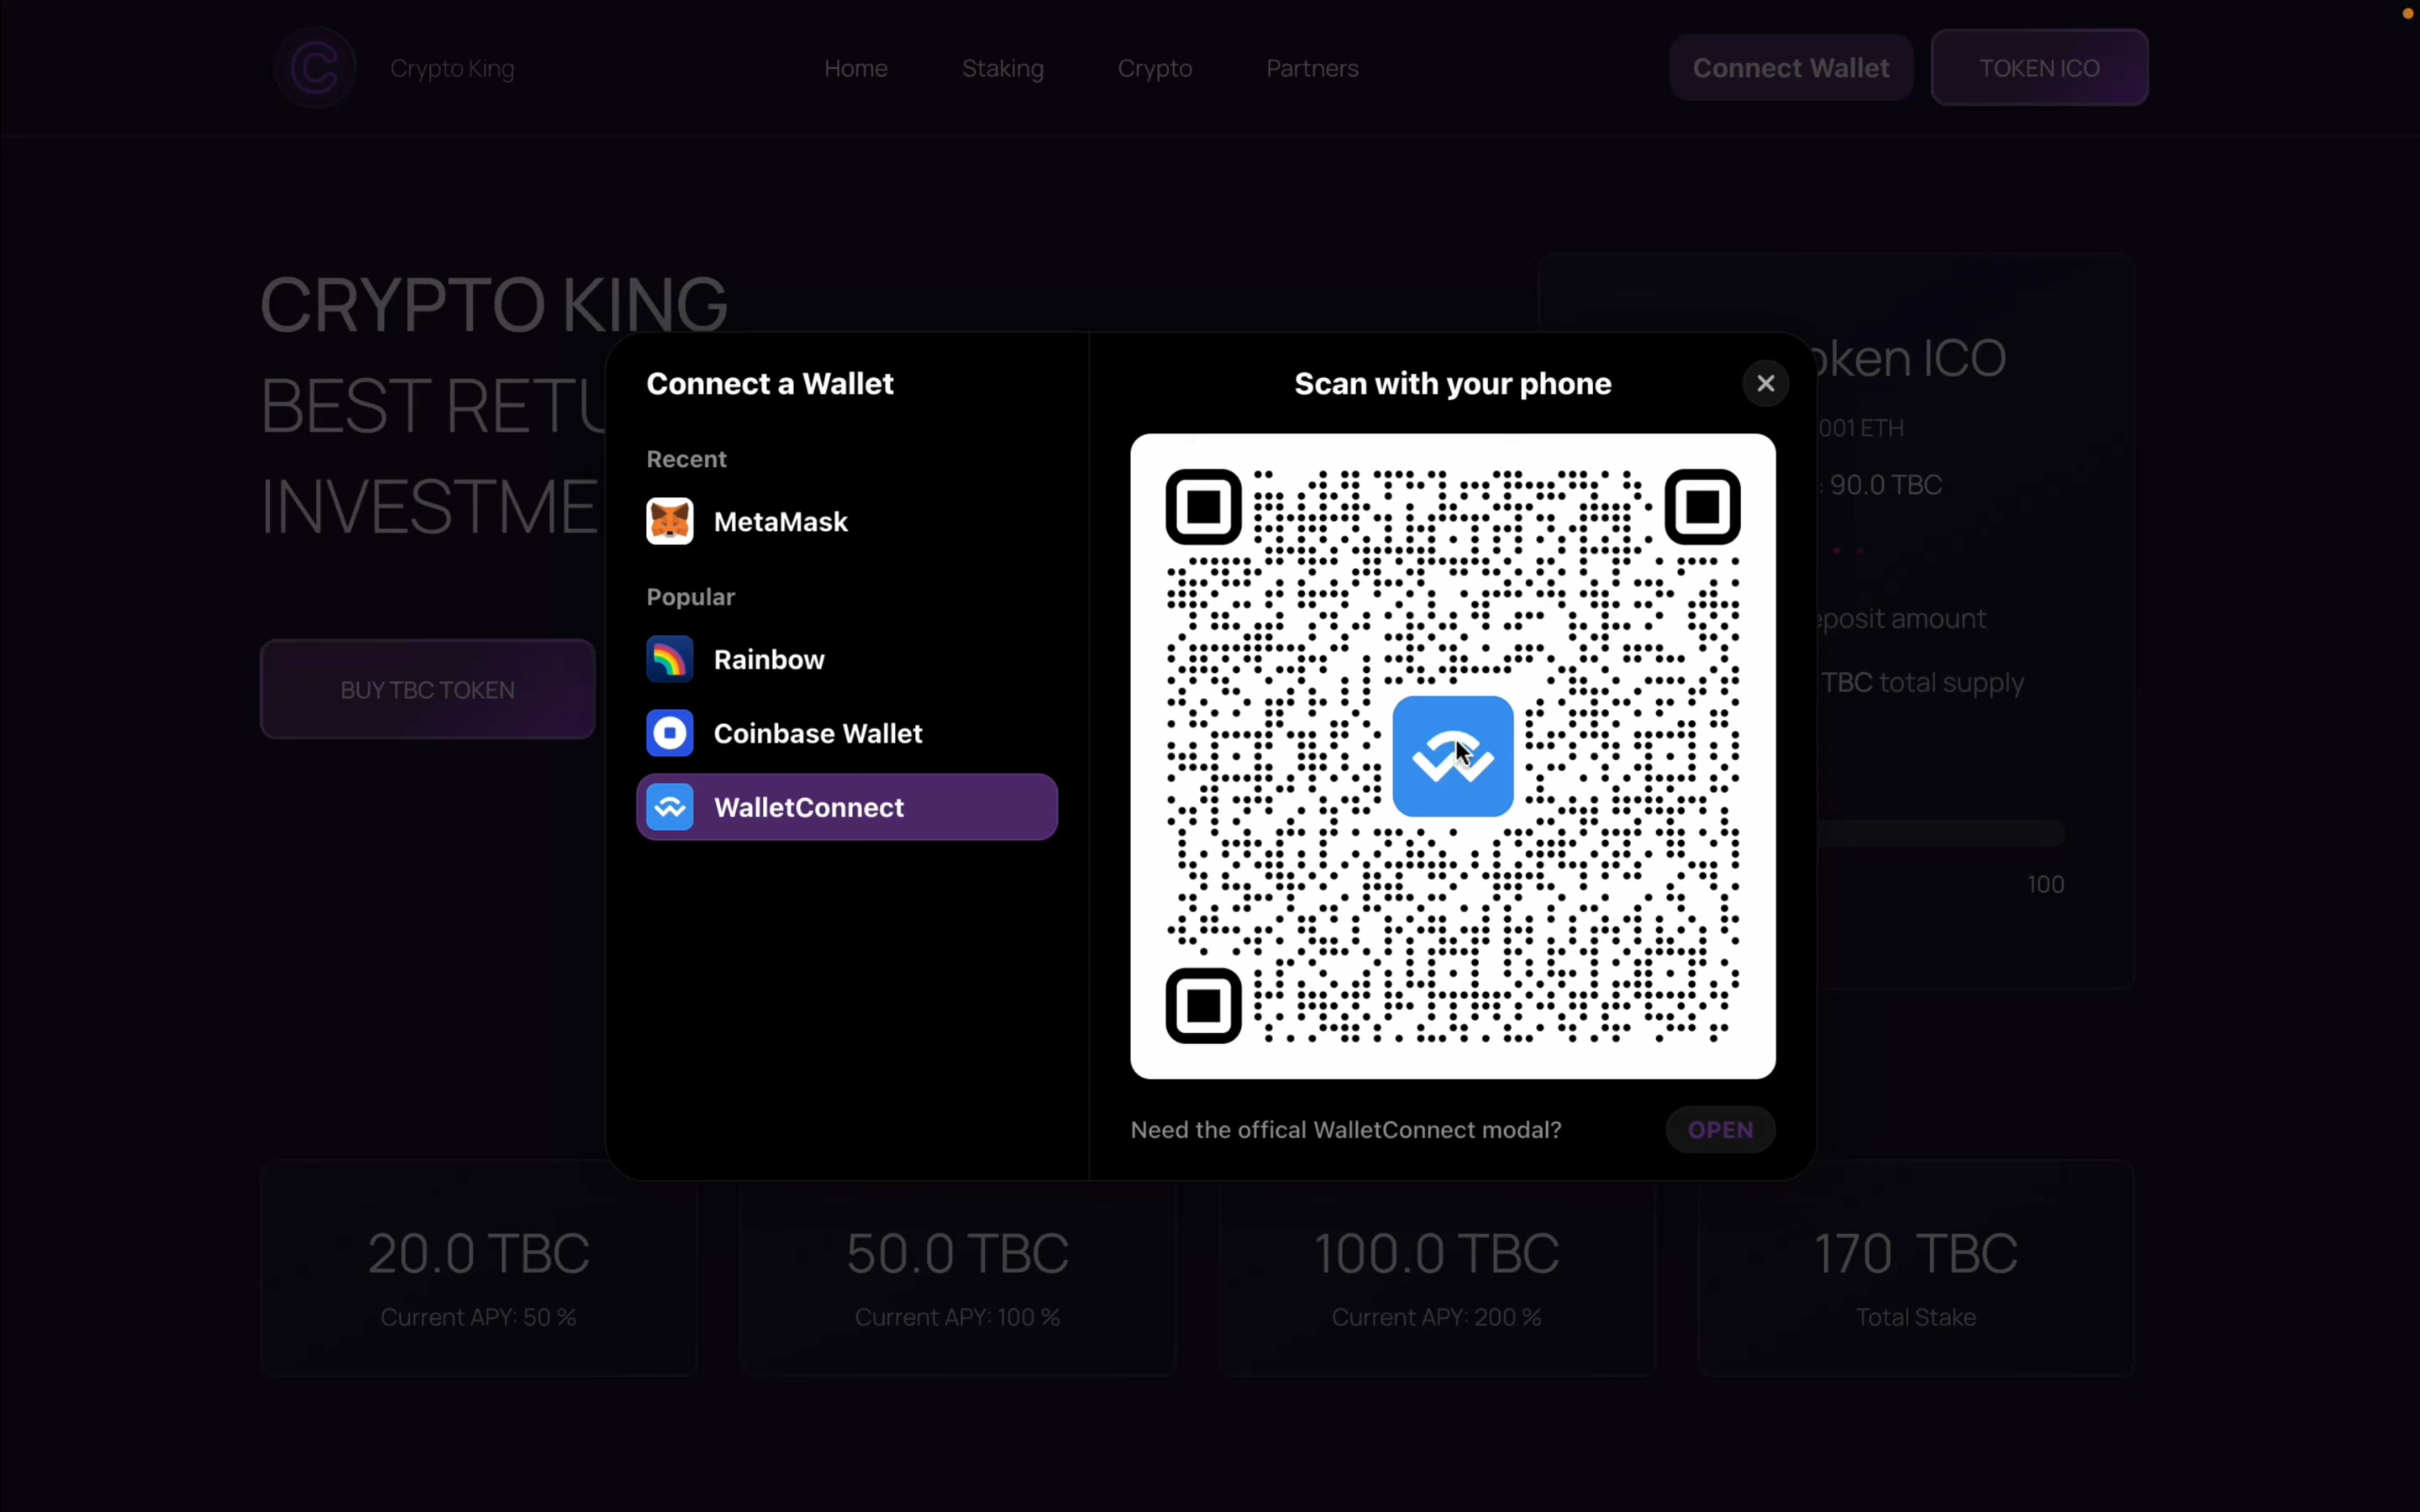 Crypto King
Home
Staking
Crypto
Partners
Connect Wallet
TOKEN ICO
CRYPTO KING
BEST RETU
INVESTME
BUY TBC TOKEN
Connect a Wallet
Recent
MetaMask
Popular
Rainbow
Coinbase Wallet
WalletConnect
Scan with your phone
Need the offical WalletConnect modal?
OPEN
oken ICO
001 ETH
: 90.0 TBC
eposit amount
TBC total supply
100
20.0 TBC
Current APY: 50 %
50.0 TBC
Current APY: 100 %
100.0 TBC
Current APY: 200 %
170 TBC
Total Stake